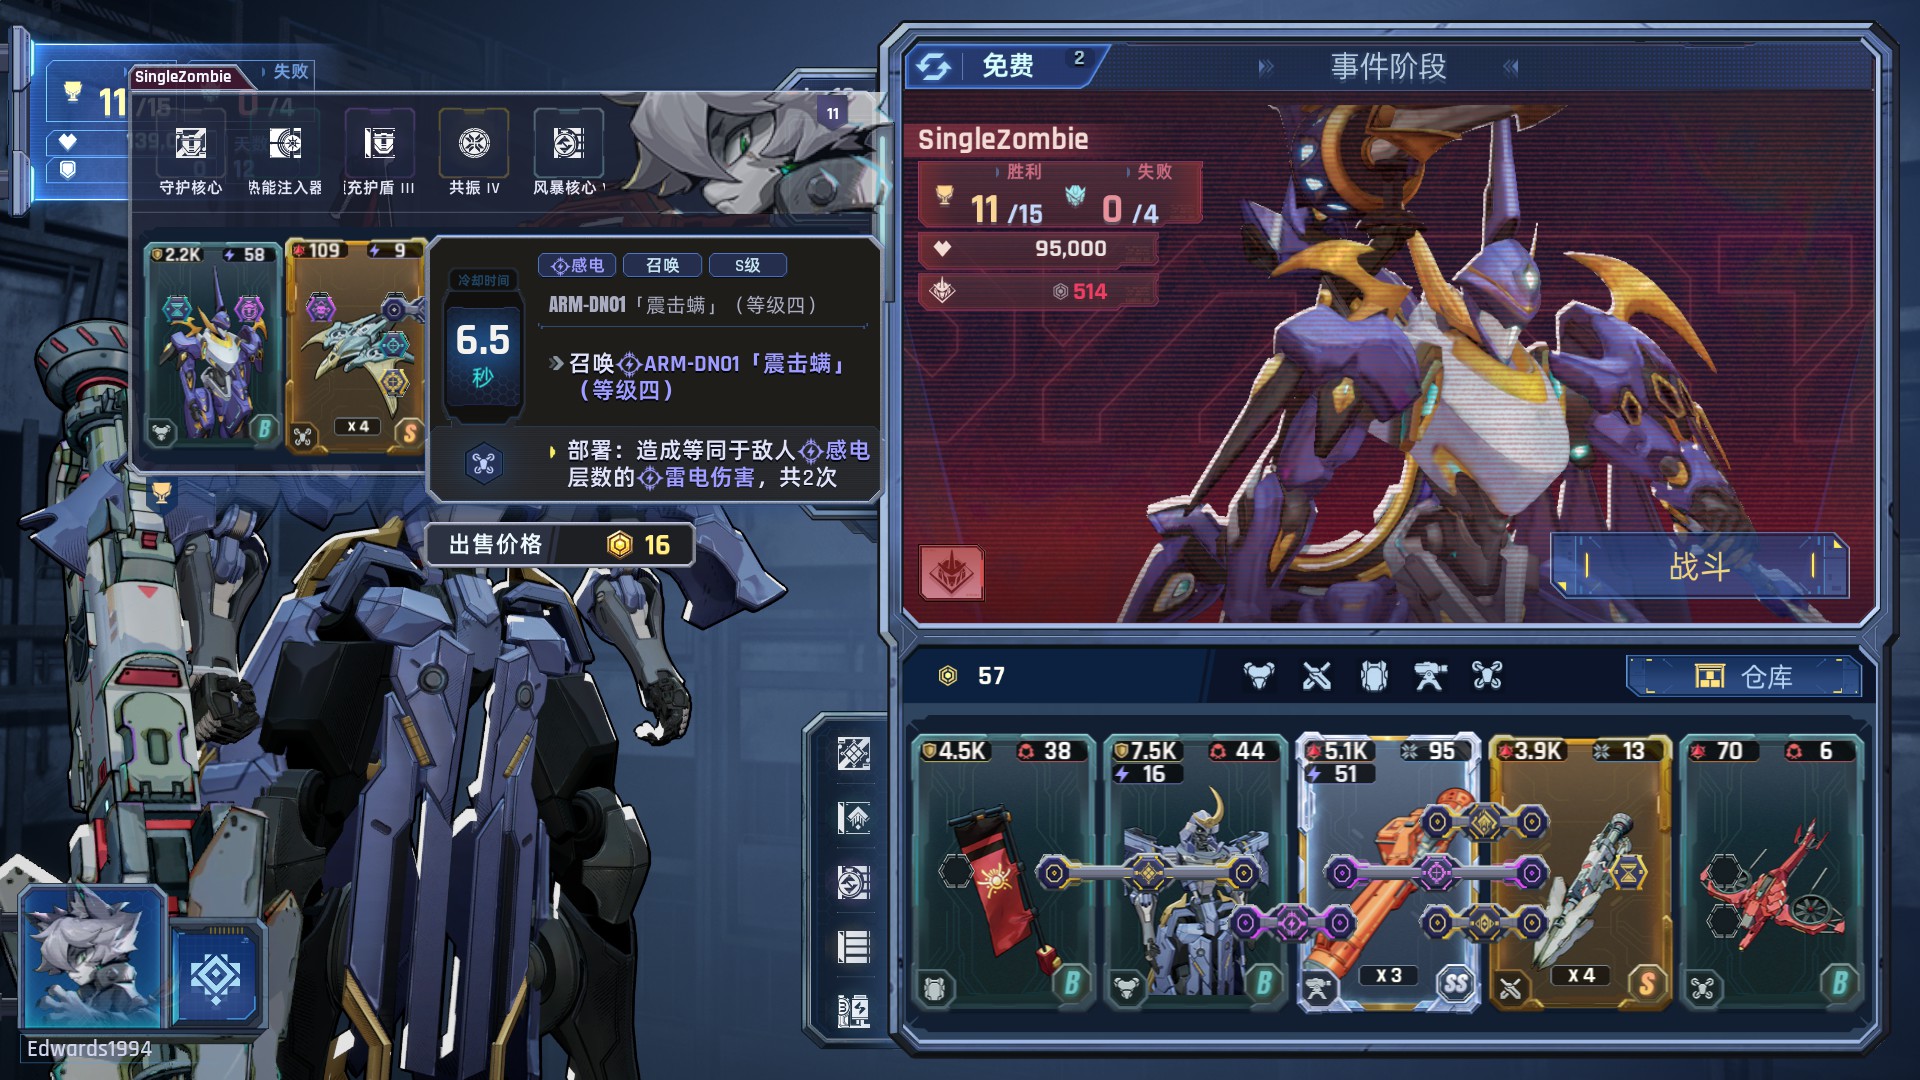 SingleZombie
失败
11 /15
0 /4
11
守护核心
热能注入器
充护盾 III
共振 IV
风暴核心
2.2K
58
109
9
B
x4
S
冷却时间
6.5
秒
感电
召唤
S级
ARM-DN01「震击螨」（等级四）
召唤 ARM-DN01「震击螨」
（等级四）
部署：造成等同于敌人 感电
层数的 雷电伤害，共2次
出售价格
16
免费
2
事件阶段
SingleZombie
胜利
失败
11 /15
0 /4
95,000
514
战斗
57
仓库
4.5K
38
B
7.5K
44
16
B
5.1K
95
51
x3
SS
3.9K
13
x4
S
70
6
B
Edwards1994